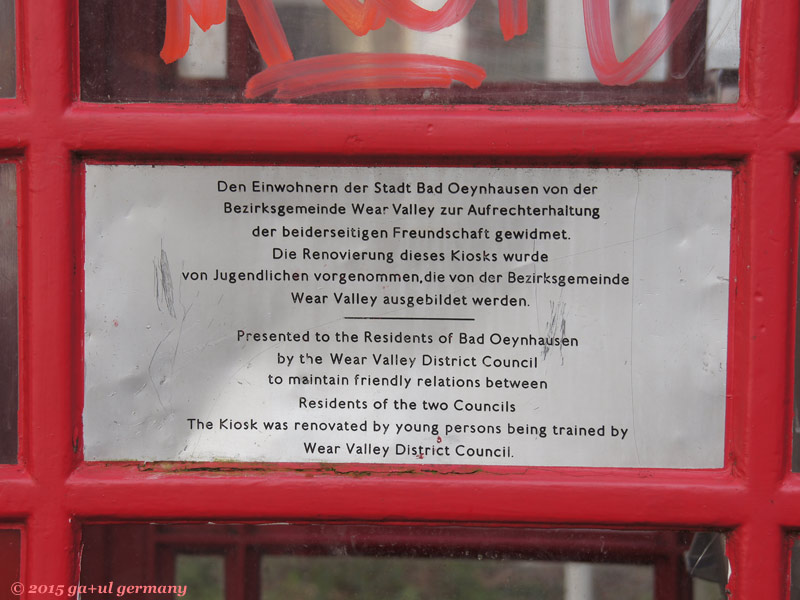 Den Einwohnern der Stadt Bad Oeynhausen von der
Bezirksgemeinde Wear Valley zur Aufrechterhaltung
der beiderseitigen Freundschaft gewidmet.
Die Renovierung dieses Kiosks wurde
von Jugendlichen vorgenommen,die von der Bezirksgemeinde
Wear Valley ausgebildet werden.
Presented to the Residents of Bad Oeynhausen
by the Wear Valley District Council
to maintain friendly relations between
Residents of the two Councils
The Kiosk was renovated by young persons being trained by
Wear Valley District Council.
© 2015 ga+ul germany